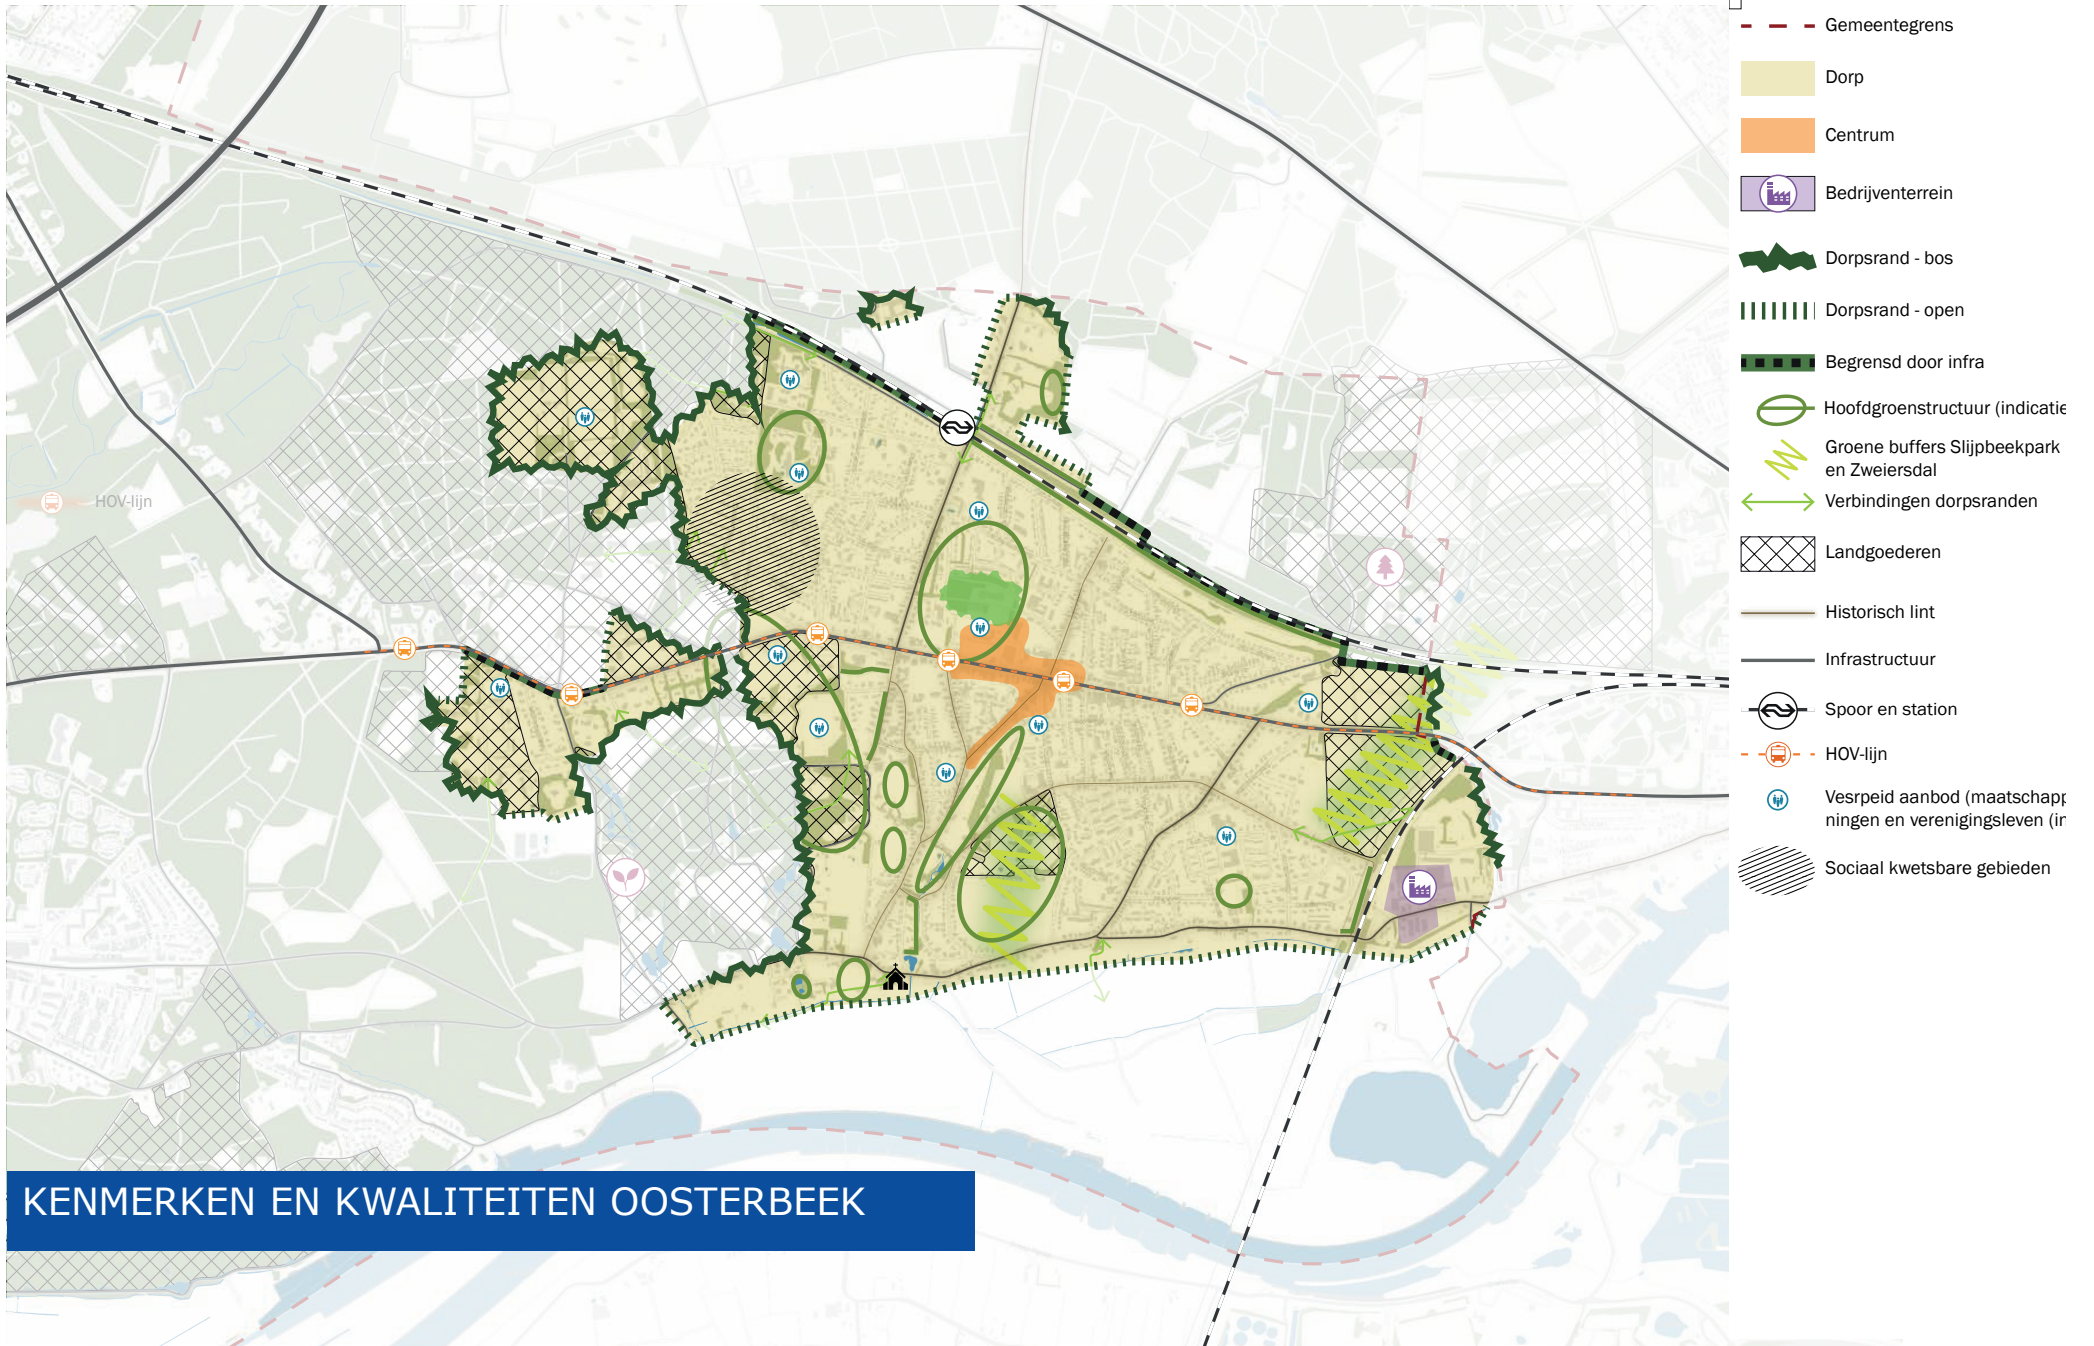 Gemeentegrens
Dorp
Centrum
Bedrijventerrein
Dorpsrand - bos
Dorpsrand - open
Begrensd door infra
Hoofdgroenstructuur (indicatie
Groene buffers Slijpbeekpark
en Zweiersdal
Verbindingen dorpsranden
Landgoederen
Historisch lint
Infrastructuur
Spoor en station
HOV-lijn
Vesrpeid aanbod (maatschapp
ningen en verenigingsleven (in
Sociaal kwetsbare gebieden
HOV-lijn
KENMERKEN EN KWALITEITEN OOSTERBEEK